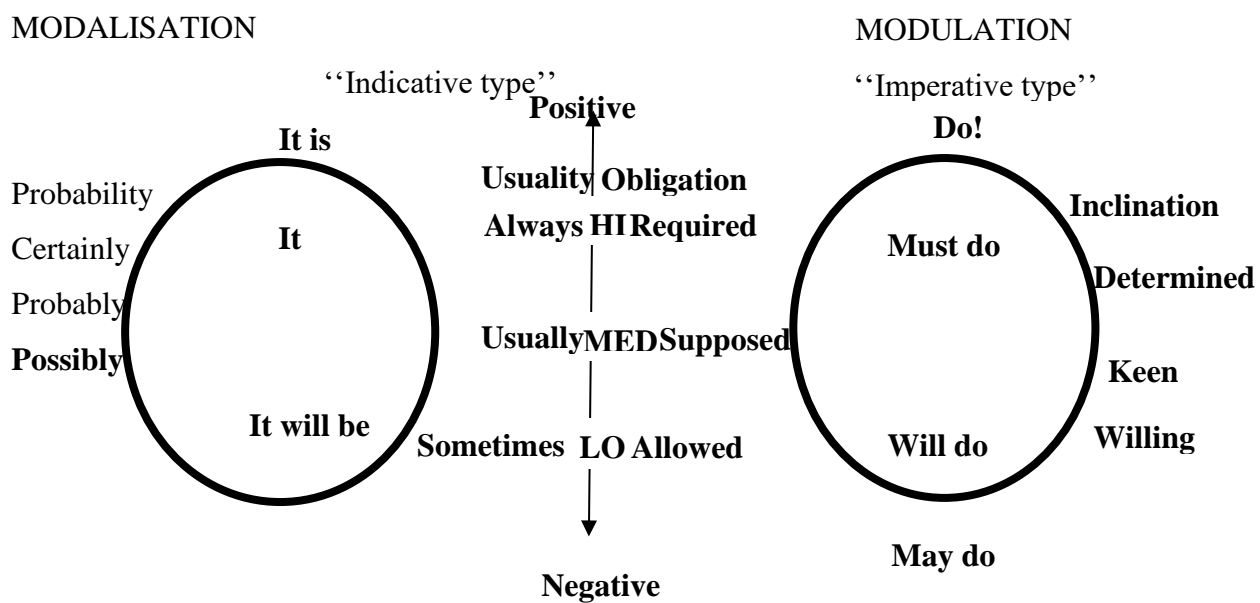 MODALISATION MODULATION
‘‘Indicative type’’ ‘‘Imperative type’’
Positive
It is Do!
Probability Usuality Obligation Inclination
Certainly It Always HI Required Must do Determined
Probably
Possibly Usually MED Supposed Keen
It will be Sometimes LO Allowed Will do Willing
May do
Negative